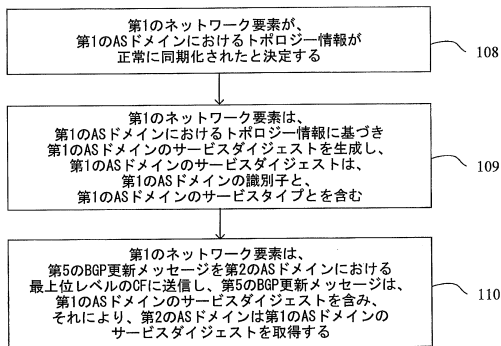 第1のネットワーク要素が、
第1のASドメインにおけるトポロジー情報が
正常に同期化されたと決定する
108
第1のネットワーク要素は、
第1のASドメインにおけるトポロジー情報に基づき
第1のASドメインのサービスダイジェストを生成し、
第1のASドメインのサービスダイジェストは、
第1のASドメインの識別子と、
第1のASドメインのサービスタイプとを含む
109
第1のネットワーク要素は、
第5のBGP更新メッセージを第2のASドメインにおける
最上位レベルのCFに送信し、第5のBGP更新メッセージは、
第1のASドメインのサービスダイジェストを含み、
それにより、第2のASドメインは第1のASドメインの
サービスダイジェストを取得する
110